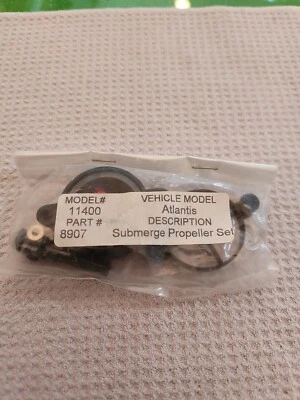 MODEL# VEHICLE MODEL
11400 Atlantis
PART # DESCRIPTION
8907 Submerge Propeller Set